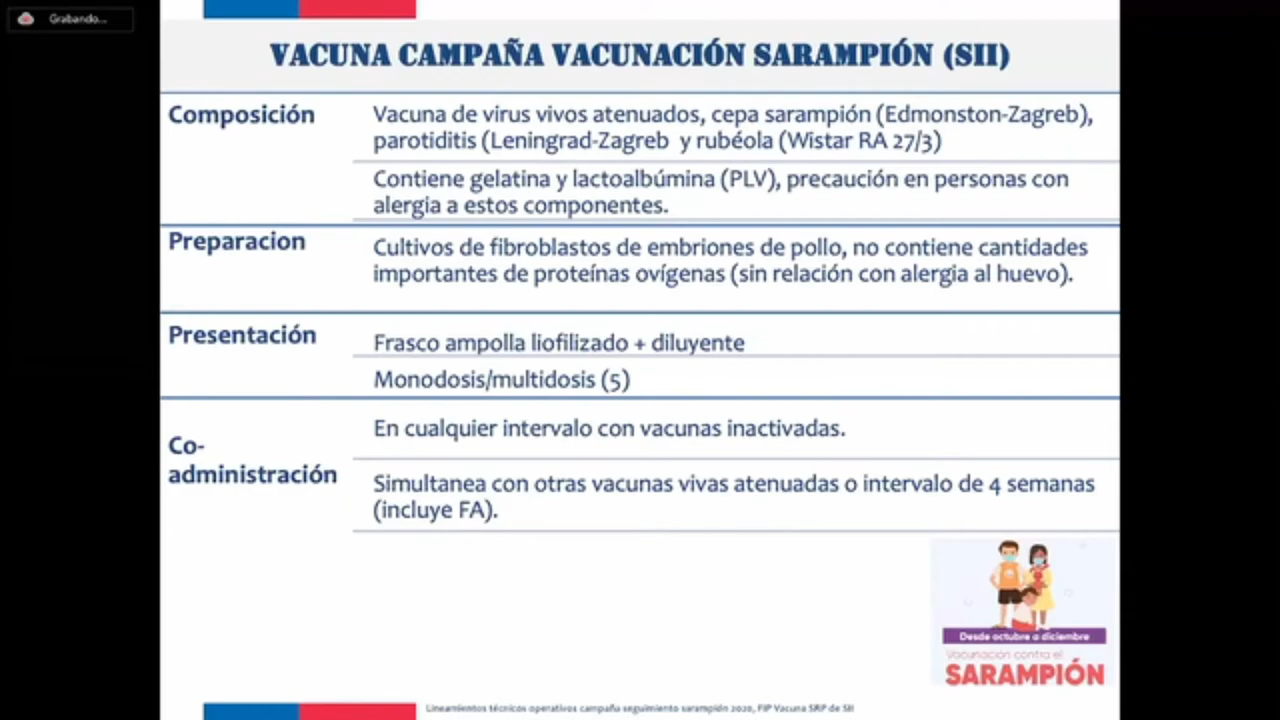 Grabando...
VACUNA CAMPAÑA VACUNACIÓN SARAMPIÓN (SII)
Composición
Vacuna de virus vivos atenuados, cepa sarampión (Edmonston-Zagreb),
parotiditis (Leningrad-Zagreb y rubéola (Wistar RA 27/3)
Contiene gelatina y lactoalbúmina (PLV), precaución en personas con
alergia a estos componentes.
Preparacion
Cultivos de fibroblastos de embriones de pollo, no contiene cantidades
importantes de proteínas ovígenas (sin relación con alergia al huevo).
Presentación
Frasco ampolla liofilizado + diluyente
Monodosis/multidosis (5)
Co-
administración
En cualquier intervalo con vacunas inactivadas.
Simultanea con otras vacunas vivas atenuadas o intervalo de 4 semanas
(incluye FA).
Desde octubre a diciembre
Vacunación contra el
SARAMPIÓN
Lineamientos técnicos operativos campaña seguimiento sarampión 2020, FIP Vacuna SRP de SII